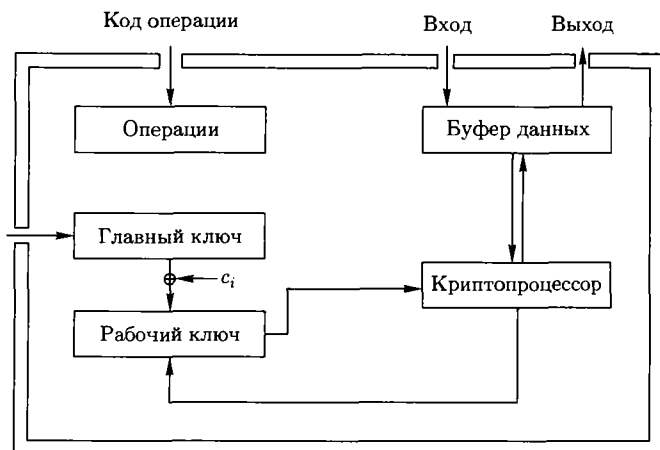 Код операции
Вход
Выход
Операции
Буфер данных
Главный ключ
c_i
Криптопроцессор
Рабочий ключ